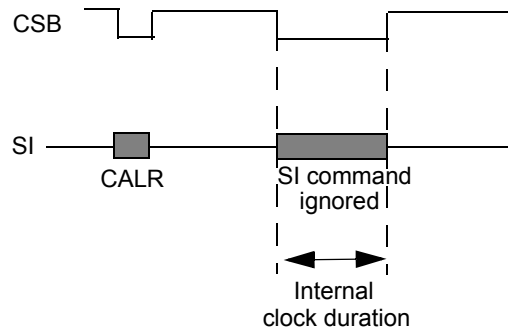 CSB
SI
CALR
SI command
ignored
Internal
clock duration